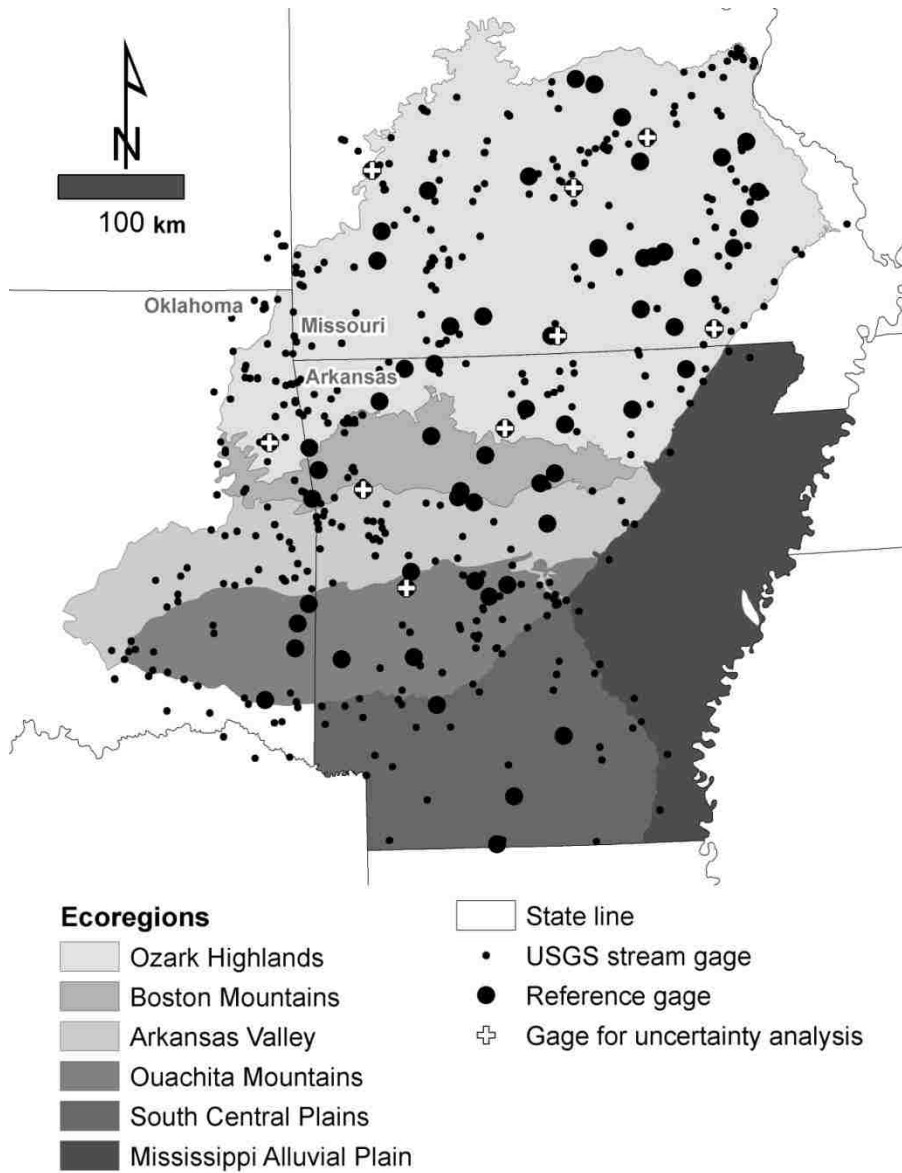 N
100 km
Oklahoma
Missouri
Arkansas
Ecoregions
Ozark Highlands
Boston Mountains
Arkansas Valley
Ouachita Mountains
South Central Plains
Mississippi Alluvial Plain
State line
USGS stream gage
Reference gage
Gage for uncertainty analysis